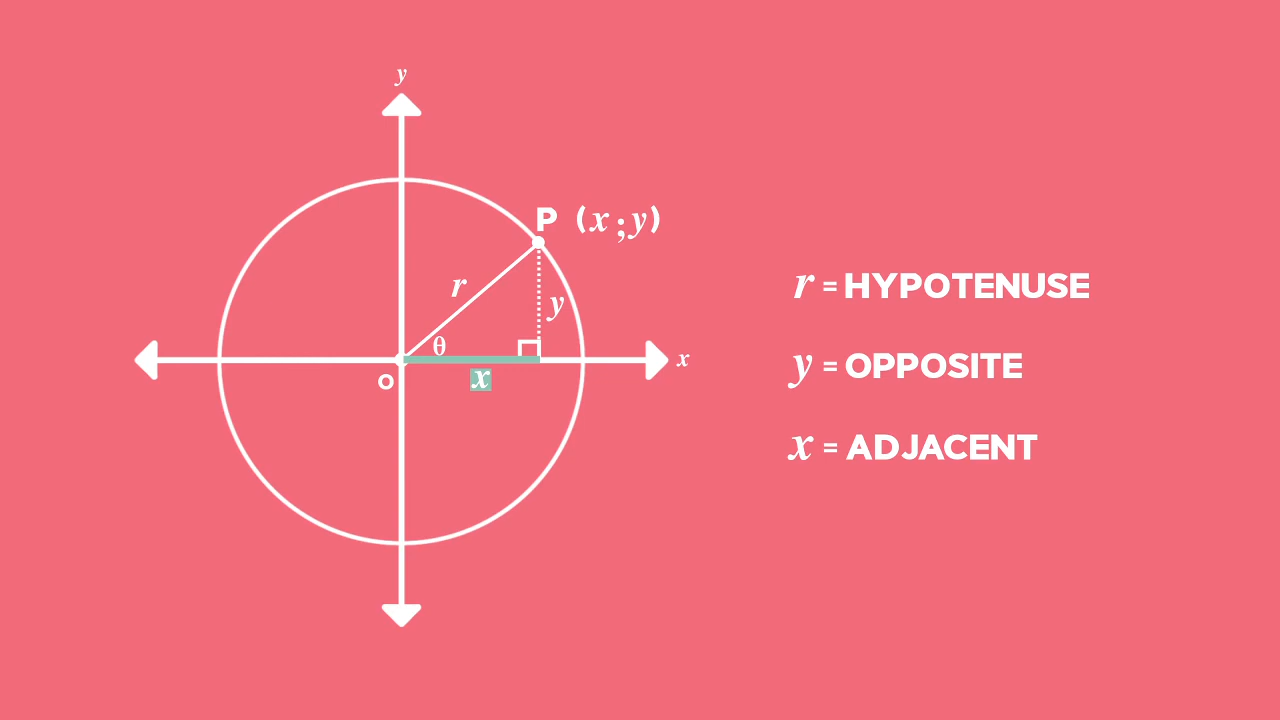 y
P (x ; y)
r
y
θ
x
O
x
r = HYPOTENUSE
y = OPPOSITE
x = ADJACENT